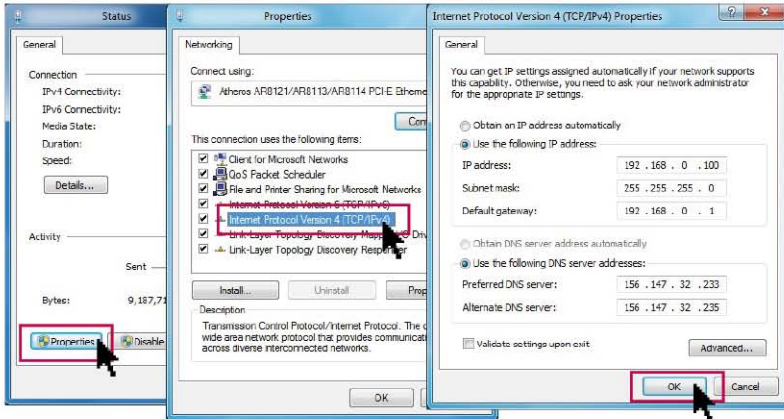 Status
General
Connection
IPv4 Connectivity:
IPv6 Connectivity:
Media State:
Duration:
Speed:
Details...
Activity
Sent
Bytes: 9,187,71
Properties Disable
Properties
Networking
Connect using:
Atheros AR8121/AR8113/AR8114 PCI-E Etherne
Con
This connection uses the following items:
Client for Microsoft Networks
QoS Packet Scheduler
File and Printer Sharing for Microsoft Networks
Internet Protocol Version 6 (TCP/IPv6)
Internet Protocol Version 4 (TCP/IPv4)
Link-Layer Topology Discovery Mapper I/O Driv
Link-Layer Topology Discovery Responder
Install... Uninstall Prop
Description
Transmission Control Protocol/Internet Protocol. The d
wide area network protocol that provides communicati
across diverse interconnected networks.
OK
Internet Protocol Version 4 (TCP/IPv4) Properties
General
You can get IP settings assigned automatically if your network supports
this capability. Otherwise, you need to ask your network administrator
for the appropriate IP settings.
Obtain an IP address automatically
Use the following IP address:
IP address: 192 . 168 . 0 . 100
Subnet mask: 255 . 255 . 255 . 0
Default gateway: 192 . 168 . 0 . 1
Obtain DNS server address automatically
Use the following DNS server addresses:
Preferred DNS server: 156 . 147 . 32 . 233
Alternate DNS server: 156 . 147 . 32 . 235
Validate settings upon exit
Advanced...
OK Cancel